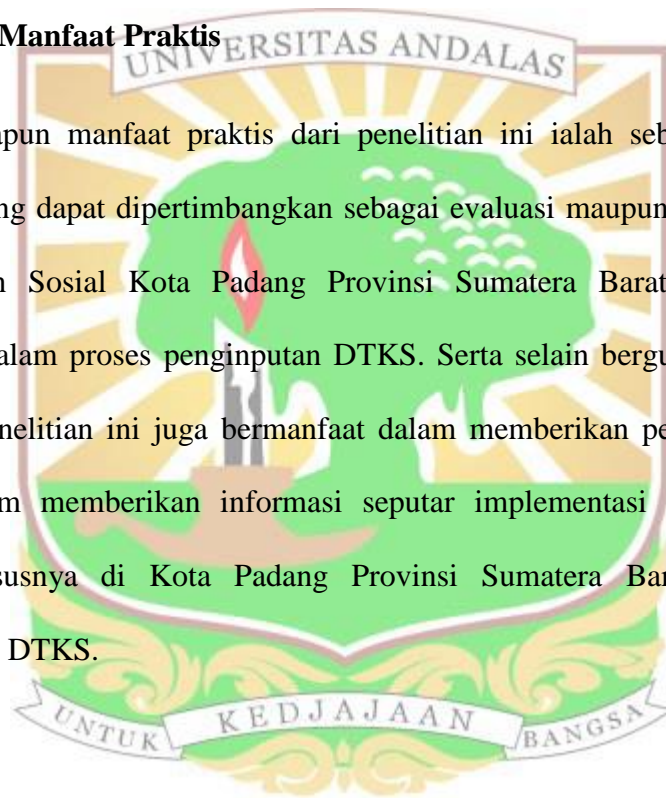 Manfaat Praktis
UNIVERSITAS ANDALAS
apun manfaat praktis dari penelitian ini ialah seb
ng dapat dipertimbangkan sebagai evaluasi maupun
n Sosial Kota Padang Provinsi Sumatera Barat
alam proses penginputan DTKS. Serta selain bergu
nelitian ini juga bermanfaat dalam memberikan pe
m memberikan informasi seputar implementasi
ususnya di Kota Padang Provinsi Sumatera Bar
DTKS.
UNTUK KEDJAJAAN BANGSA